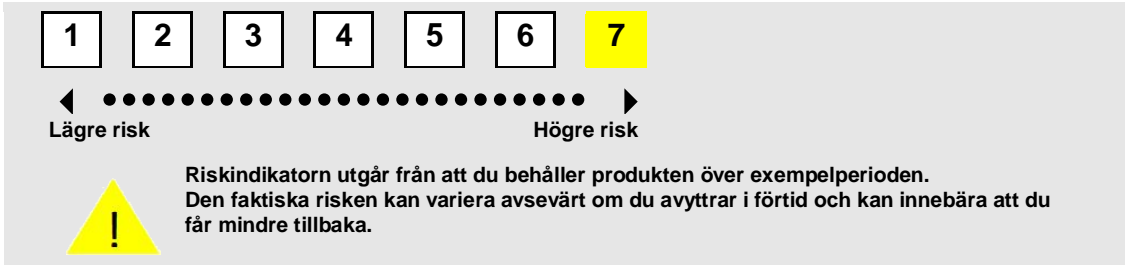 1 2 3 4 5 6 7
Lägre risk Högre risk
Riskindikatorn utgår från att du behåller produkten över exempelperioden.
Den faktiska risken kan variera avsevärt om du avyttrar i förtid och kan innebära att du
får mindre tillbaka.
!